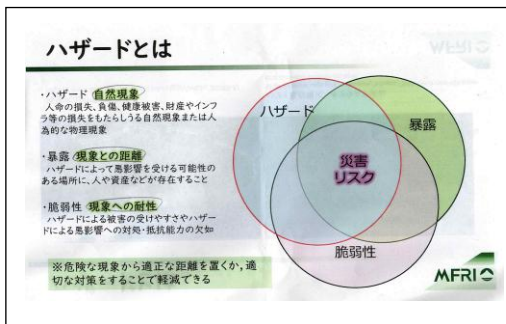 ハザードとは
・ハザード 自然現象
人命の損失、負傷、健康被害、財産やインフ
ラ等の損失をもたらしうる自然現象または人
為的な物理現象
・暴露 現象との距離
ハザードによって悪影響を受ける可能性の
ある場所に、人や資産などが存在すること
・脆弱性 現象への耐性
ハザードによる被害の受けやすさやハザー
ドによる悪影響への対処・抵抗能力の欠如
※危険な現象から適正な距離を置くか、適
切な対策をすることで軽減できる
ハザード
暴露
災害
リスク
脆弱性
MFRI